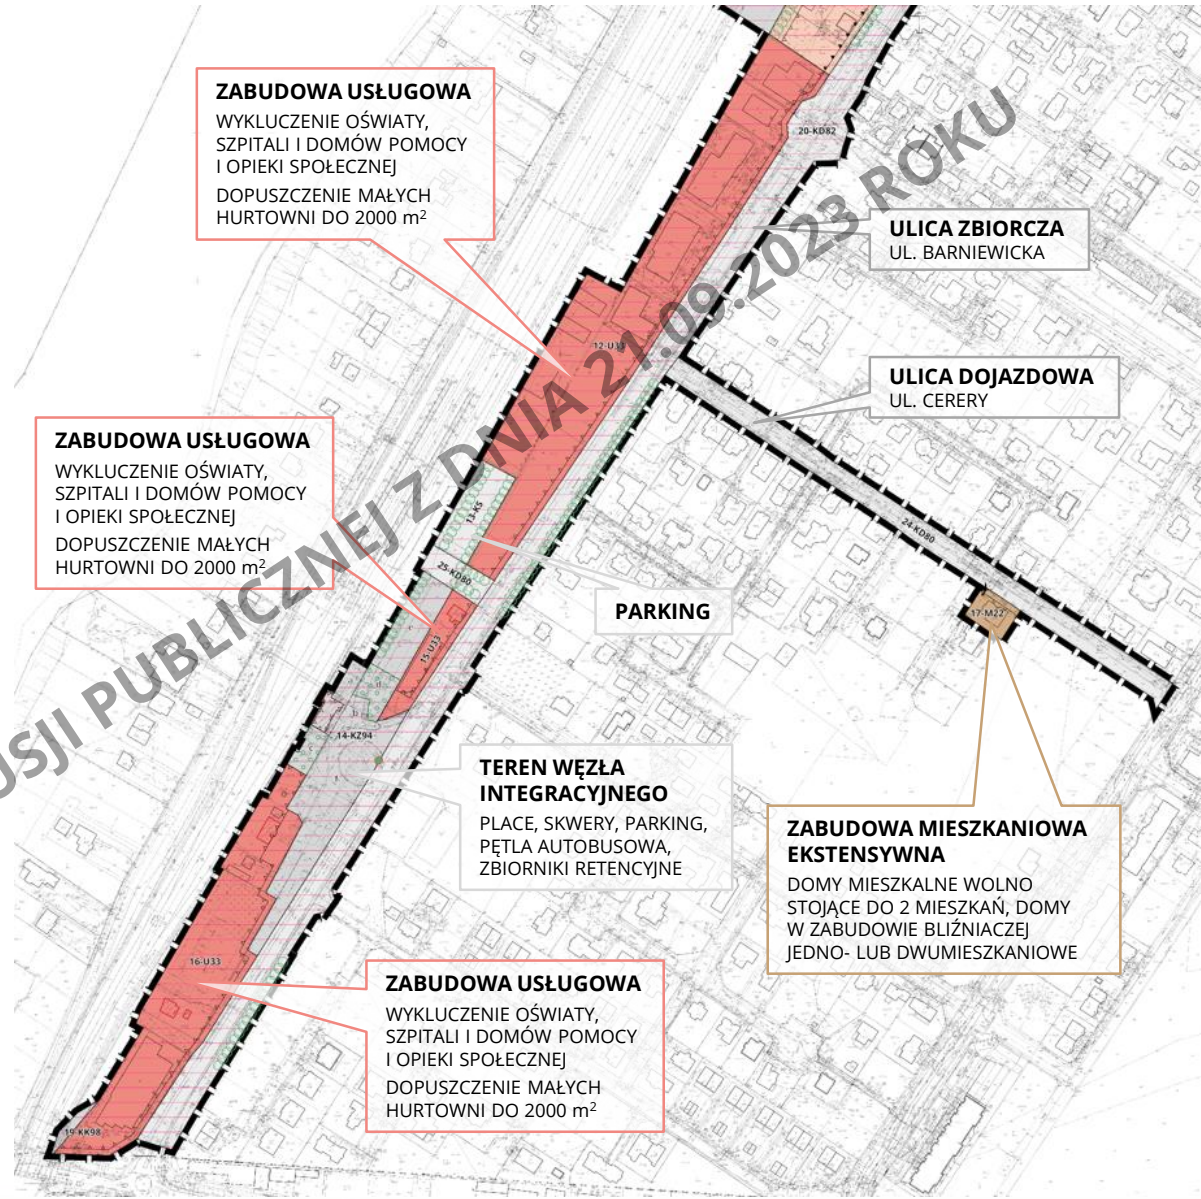 ZABUDOWA USŁUGOWA
WYKLUCZENIE OŚWIATY,
SZPITALI I DOMÓW POMOCY
I OPIEKI SPOŁECZNEJ
DOPUSZCZENIE MAŁYCH
HURTOWNI DO 2000 m²
20-KD82
ULICA ZBIORCZA
UL. BARNIEWICKA
12-U33
ULICA DOJAZDOWA
UL. CERERY
ZABUDOWA USŁUGOWA
WYKLUCZENIE OŚWIATY,
SZPITALI I DOMÓW POMOCY
I OPIEKI SPOŁECZNEJ
DOPUSZCZENIE MAŁYCH
HURTOWNI DO 2000 m²
13-KS
24-KD80
25-KD80
PARKING
17-M22
15-U33
14-KZ94
TEREN WĘZŁA
INTEGRACYJNEGO
PLACE, SKWERY, PARKING,
PĘTLA AUTOBUSOWA,
ZBIORNIKI RETENCYJNE
ZABUDOWA MIESZKANIOWA
EKSTENSYWNA
DOMY MIESZKALNE WOLNO
STOJĄCE DO 2 MIESZKAŃ, DOMY
W ZABUDOWIE BLIŹNIACZEJ
JEDNO- LUB DWUMIESZKANIOWE
16-U33
ZABUDOWA USŁUGOWA
WYKLUCZENIE OŚWIATY,
SZPITALI I DOMÓW POMOCY
I OPIEKI SPOŁECZNEJ
DOPUSZCZENIE MAŁYCH
HURTOWNI DO 2000 m²
19-KK98
USJI PUBLICZNEJ Z DNIA 21.09.2023 ROKU